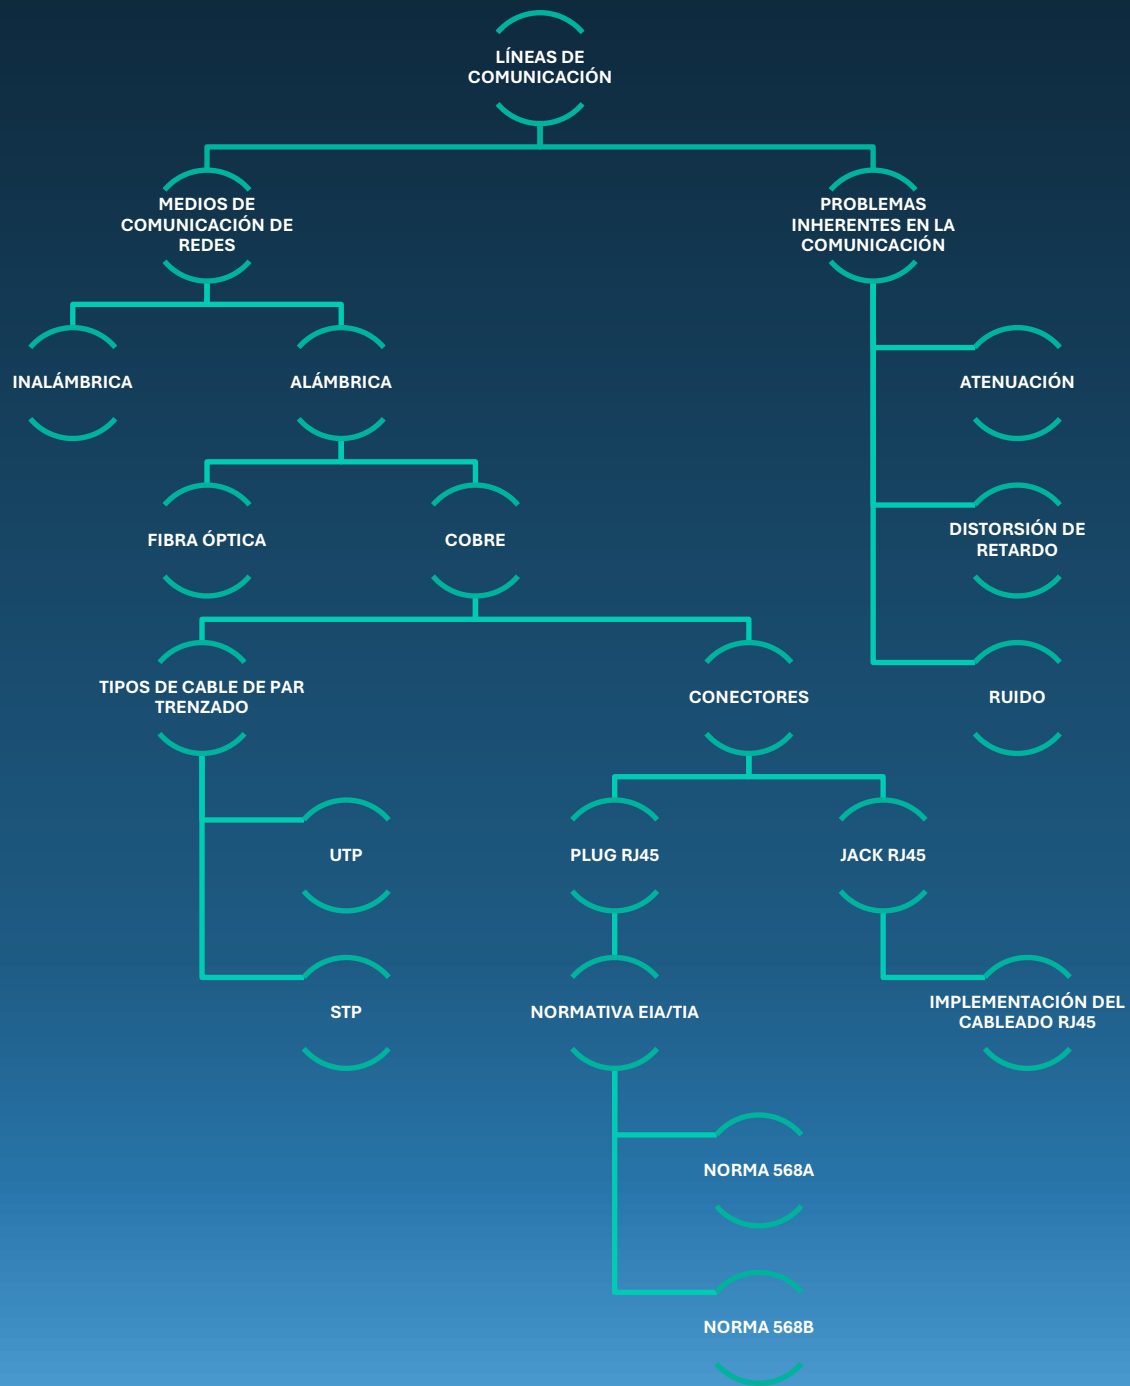 LÍNEAS DE
COMUNICACIÓN
MEDIOS DE
COMUNICACIÓN DE
REDES
PROBLEMAS
INHERENTES EN LA
COMUNICACIÓN
INALÁMBRICA
ALÁMBRICA
ATENUACIÓN
FIBRA ÓPTICA
COBRE
DISTORSIÓN DE
RETARDO
TIPOS DE CABLE DE PAR
TRENZADO
CONECTORES
RUIDO
UTP
PLUG RJ45
JACK RJ45
STP
NORMATIVA EIA/TIA
IMPLEMENTACIÓN DEL
CABLEADO RJ45
NORMA 568A
NORMA 568B